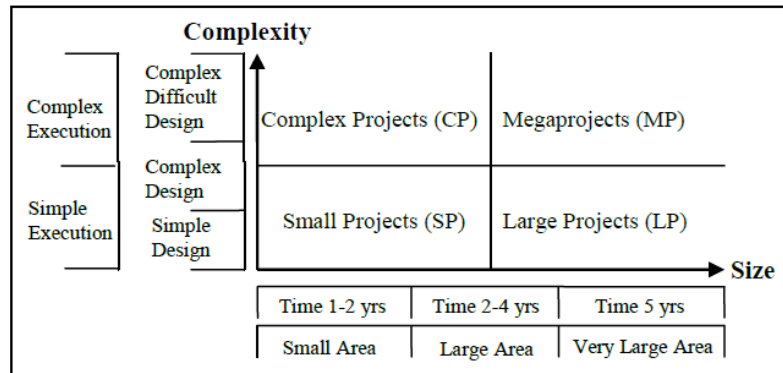 Complexity
Complex
Execution
Simple
Execution
Complex
Difficult
Design
Complex
Design
Simple
Design
Complex Projects (CP)
Megaprojects (MP)
Small Projects (SP)
Large Projects (LP)
Size
Time 1-2 yrs
Time 2-4 yrs
Time 5 yrs
Small Area
Large Area
Very Large Area